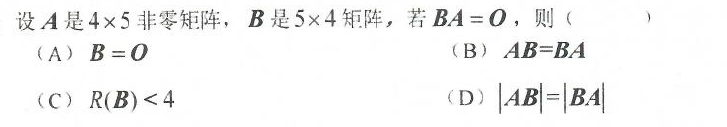 设 A 是 4×5 非零矩阵， B 是 5×4 矩阵，若 BA = O ，则（ ）
（A） B = O （B） AB=BA
（C） R(B) < 4 （D） |AB|=|BA|